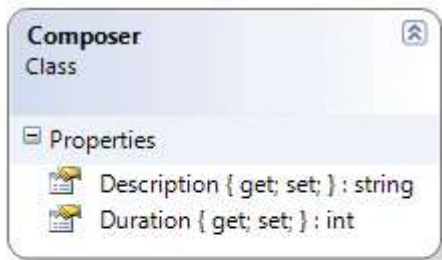 Composer
Class
Properties
Description { get; set; } : string
Duration { get; set; } : int